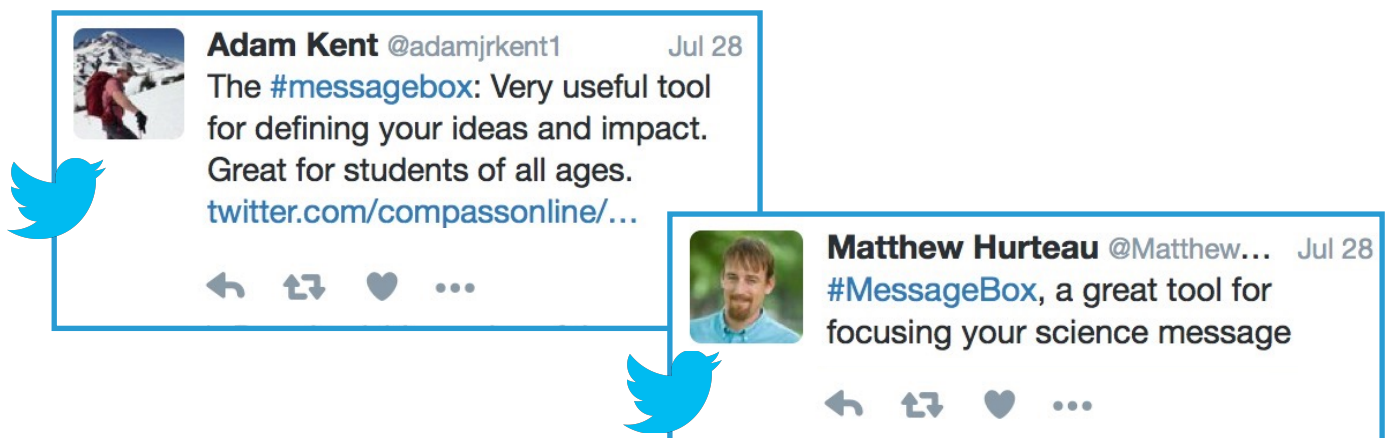 Adam Kent @adamjrkent1 Jul 28
The #messagebox: Very useful tool
for defining your ideas and impact.
Great for students of all ages.
twitter.com/compassonline/…
Matthew Hurteau @Matthew… Jul 28
#MessageBox, a great tool for
focusing your science message